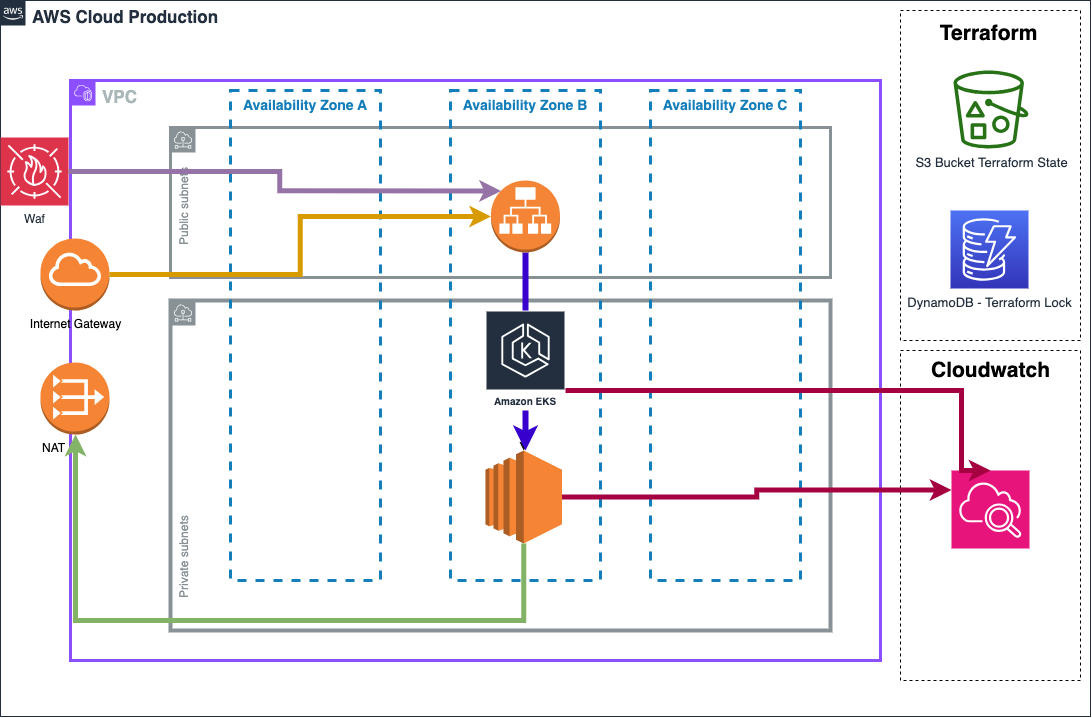 aws
AWS Cloud Production
VPC
Availability Zone A
Availability Zone B
Availability Zone C
Public subnets
Waf
Internet Gateway
NAT
K
Amazon EKS
Private subnets
Terraform
S3 Bucket Terraform State
DynamoDB - Terraform Lock
Cloudwatch